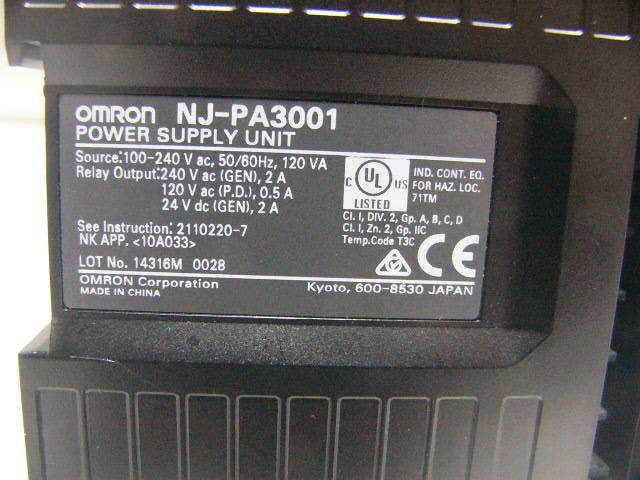 OMRON NJ-PA3001
POWER SUPPLY UNIT
Source:100-240 V ac, 50/60Hz, 120 VA
Relay Output:240 V ac (GEN), 2 A
120 V ac (P.D.), 0.5 A
24 V dc (GEN), 2 A
See Instruction: 2110220-7
NK APP. <10A033>
LOT No. 14316M 0028
OMRON Corporation
MADE IN CHINA
C UL US
LISTED
IND. CONT. EQ.
FOR HAZ. LOC.
71TM
Cl. I, DIV. 2, Gp. A, B, C, D
Cl. I, Zn. 2, Gp. IIC
Temp.Code T3C
CE
Kyoto, 600-8530 JAPAN